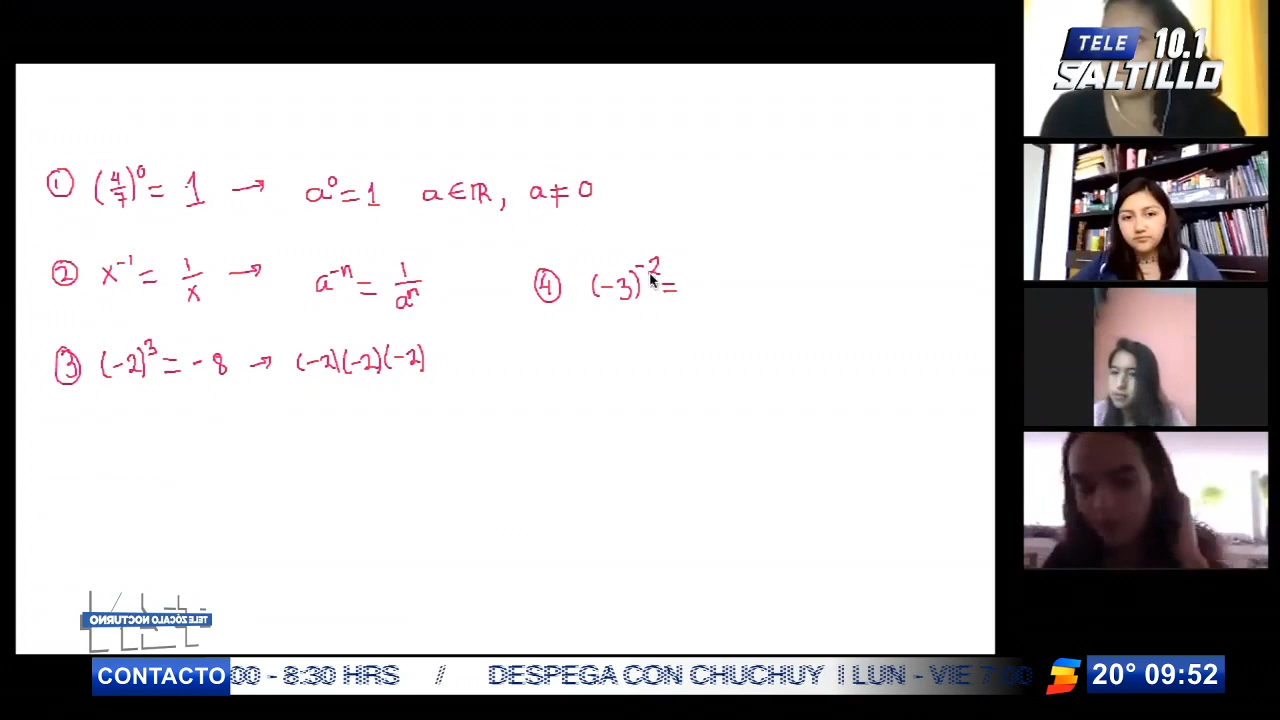 TELE 10.1
SALTILLO
① (4/7)⁰ = 1 → a⁰ = 1 a ∈ ℝ, a ≠ 0
② x⁻¹ = 1/x → a⁻ⁿ = 1/aⁿ
④ (-3)⁻² =
③ (-2)³ = -8 → (-2)(-2)(-2)
TELE ZÓCALO NOCTURNO
CONTACTO 00 - 8:30 HRS / DESPEGA CON CHUCHUY I LUN - VIE 7:00 20° 09:52